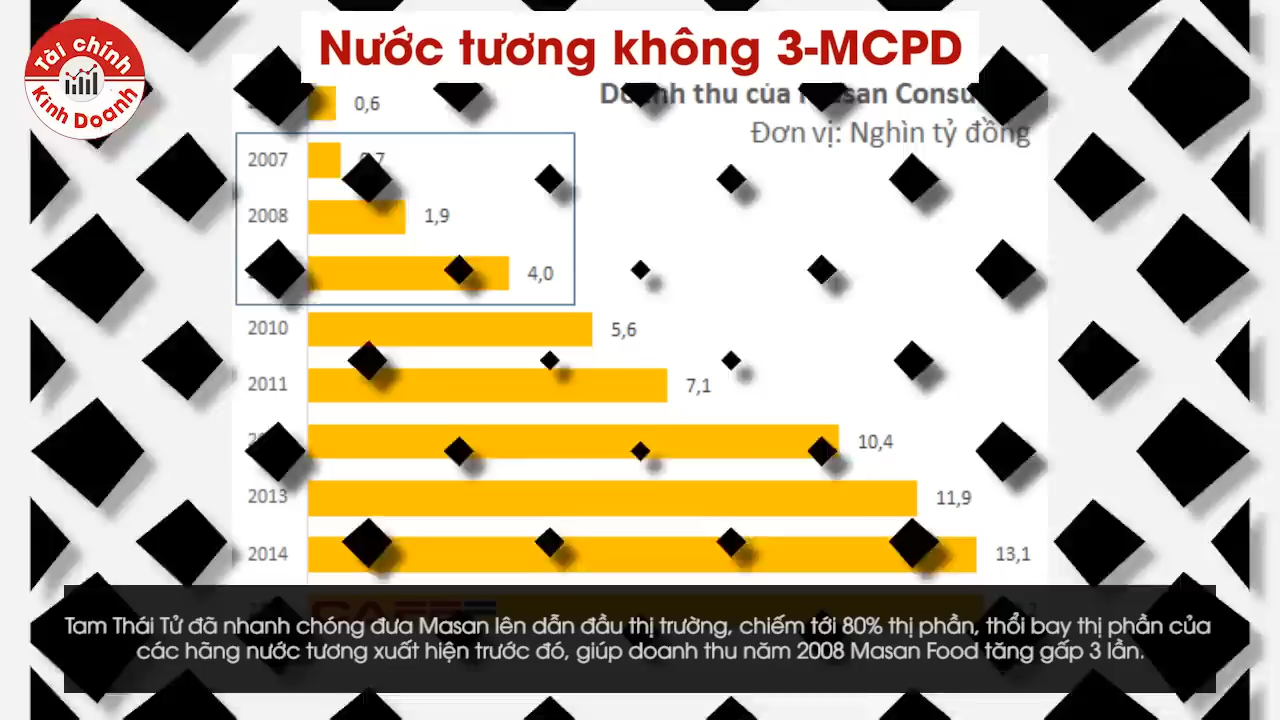 Tài chính
Kinh Doanh
Nước tương không 3-MCPD
thu của
Đơn vị: Nghìn tỷ đồng
0,6
2007
2008 1,9
4,0
2010 5,6
2011 7,1
10,4
2013 11,9
2014 13,1
Tam Thái Tử đã nhanh chóng đưa Masan lên dẫn đầu thị trường, chiếm tới 80% thị phần, thổi bay thị phần của
các hãng nước tương xuất hiện trước đó, giúp doanh thu năm 2008 Masan Food tăng gấp 3 lần.